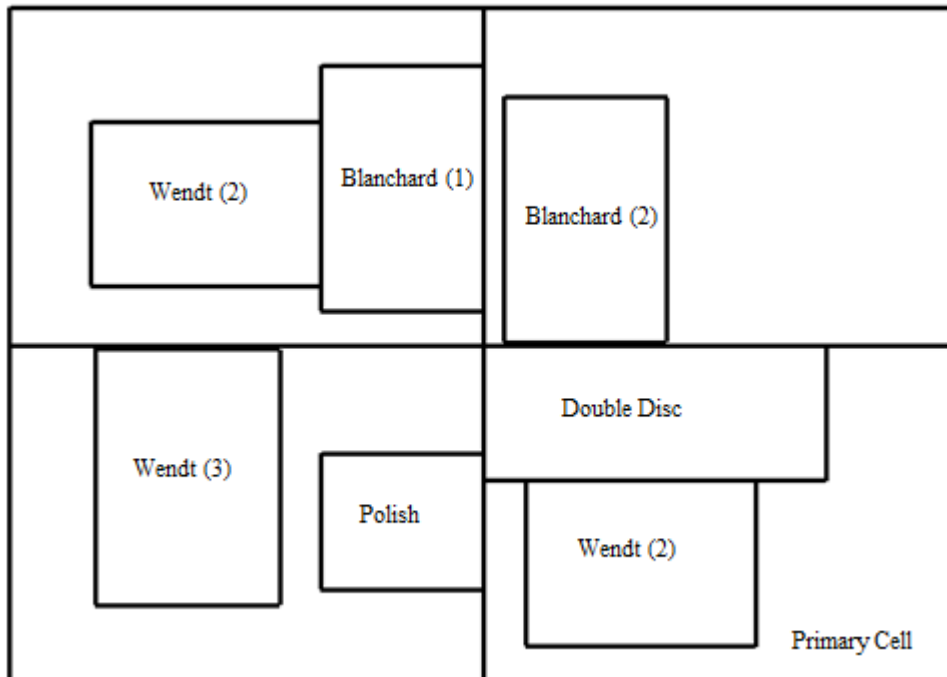 Wendt (2)
Blanchard (1)
Blanchard (2)
Double Disc
Wendt (3)
Polish
Wendt (2)
Primary Cell